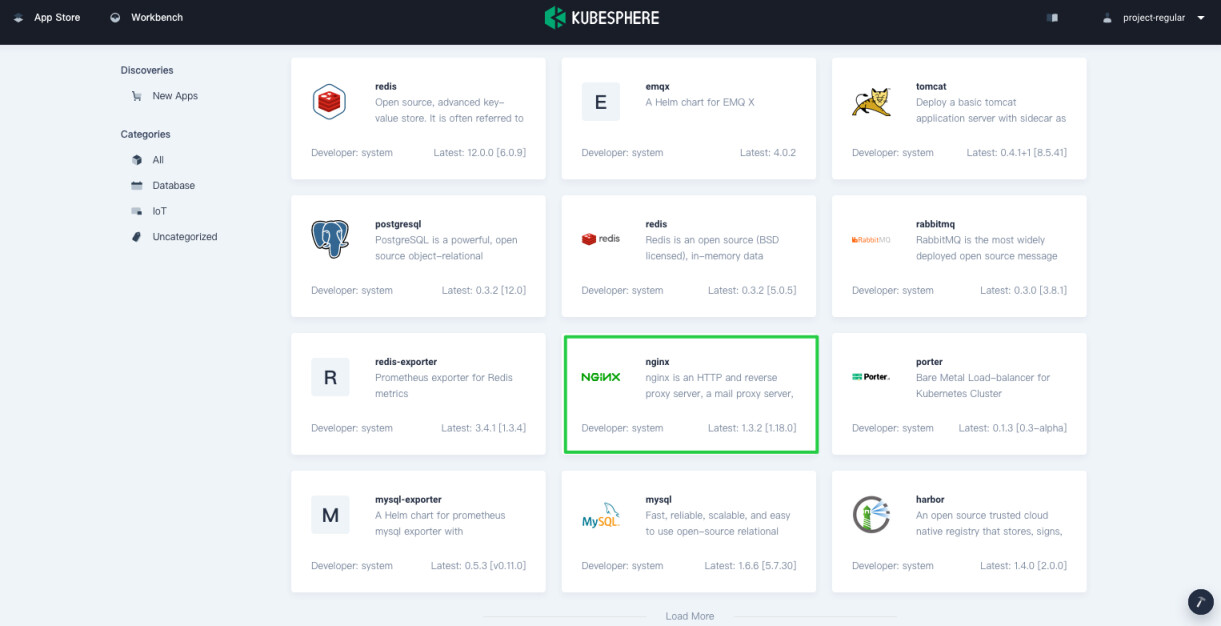 App Store
Workbench
KUBESPHERE
project-regular
Discoveries
New Apps
Categories
All
Database
IoT
Uncategorized
redis
Open source, advanced key-
value store. It is often referred to
Developer: system
Latest: 12.0.0 [6.0.9]
E
emqx
A Helm chart for EMQ X
Developer: system
Latest: 4.0.2
tomcat
Deploy a basic tomcat
application server with sidecar as
Developer: system
Latest: 0.4.1+1 [8.5.41]
postgresql
PostgreSQL is a powerful, open
source object-relational
Developer: system
Latest: 0.3.2 [12.0]
redis
redis
Redis is an open source (BSD
licensed), in-memory data
Developer: system
Latest: 0.3.2 [5.0.5]
RabbitMQ
rabbitmq
RabbitMQ is the most widely
deployed open source message
Developer: system
Latest: 0.3.0 [3.8.1]
R
redis-exporter
Prometheus exporter for Redis
metrics
Developer: system
Latest: 3.4.1 [1.3.4]
NGINX
nginx
nginx is an HTTP and reverse
proxy server, a mail proxy server,
Developer: system
Latest: 1.3.2 [1.18.0]
Porter
porter
Bare Metal Load-balancer for
Kubernetes Cluster
Developer: system
Latest: 0.1.3 [0.3-alpha]
M
mysql-exporter
A Helm chart for prometheus
mysql exporter with
Developer: system
Latest: 0.5.3 [v0.11.0]
MySQL
mysql
Fast, reliable, scalable, and easy
to use open-source relational
Developer: system
Latest: 1.6.6 [5.7.30]
harbor
An open source trusted cloud
native registry that stores, signs,
Developer: system
Latest: 1.4.0 [2.0.0]
Load More